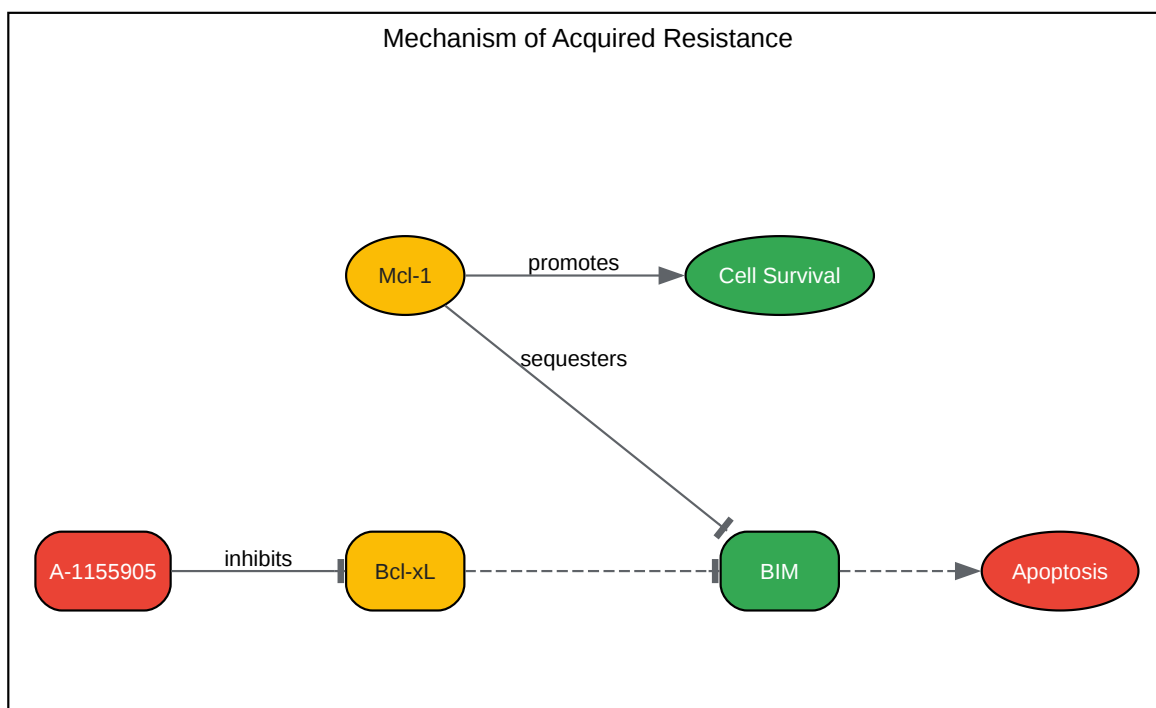 Mechanism of Acquired Resistance
Mcl-1
promotes
Cell Survival
sequesters
A-1155905
inhibits
Bcl-xL
BIM
Apoptosis